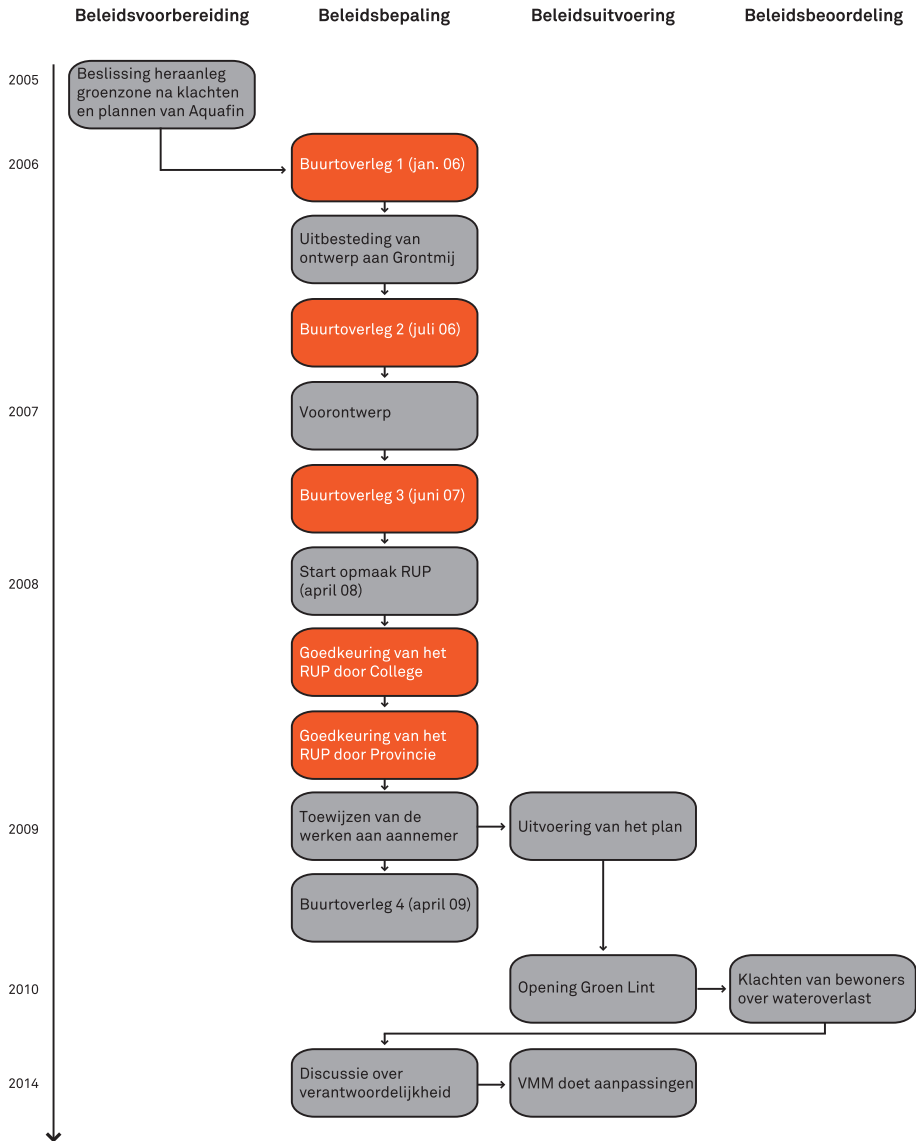 Beleidsvoorbereiding
Beleidsbepaling
Beleidsuitvoering
Beleidsbeoordeling
2005
Beslissing heraanleg
groenzone na klachten
en plannen van Aquafin
2006
Buurtoverleg 1 (jan. 06)
Uitbesteding van
ontwerp aan Grontmij
Buurtoverleg 2 (juli 06)
2007
Voorontwerp
Buurtoverleg 3 (juni 07)
2008
Start opmaak RUP
(april 08)
Goedkeuring van het
RUP door College
Goedkeuring van het
RUP door Provincie
2009
Toewijzen van de
werken aan aannemer
Uitvoering van het plan
Buurtoverleg 4 (april 09)
2010
Opening Groen Lint
Klachten van bewoners
over wateroverlast
2014
Discussie over
verantwoordelijkheid
VMM doet aanpassingen